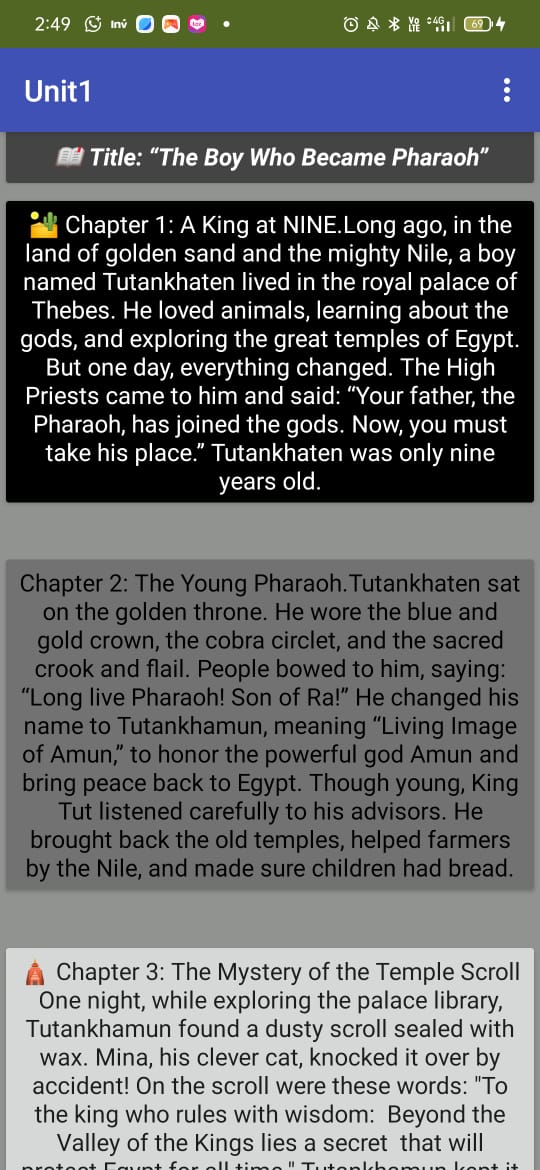 2:49
Inv
4G
69
Unit1
📖 Title: “The Boy Who Became Pharaoh”
🏜️ Chapter 1: A King at NINE.Long ago, in the
land of golden sand and the mighty Nile, a boy
named Tutankhaten lived in the royal palace of
Thebes. He loved animals, learning about the
gods, and exploring the great temples of Egypt.
But one day, everything changed. The High
Priests came to him and said: “Your father, the
Pharaoh, has joined the gods. Now, you must
take his place.” Tutankhaten was only nine
years old.
Chapter 2: The Young Pharaoh.Tutankhaten sat
on the golden throne. He wore the blue and
gold crown, the cobra circlet, and the sacred
crook and flail. People bowed to him, saying:
“Long live Pharaoh! Son of Ra!” He changed his
name to Tutankhamun, meaning “Living Image
of Amun,” to honor the powerful god Amun and
bring peace back to Egypt. Though young, King
Tut listened carefully to his advisors. He
brought back the old temples, helped farmers
by the Nile, and made sure children had bread.
🛕 Chapter 3: The Mystery of the Temple Scroll
One night, while exploring the palace library,
Tutankhamun found a dusty scroll sealed with
wax. Mina, his clever cat, knocked it over by
accident! On the scroll were these words: "To
the king who rules with wisdom:  Beyond the
Valley of the Kings lies a secret  that will
protect Egypt for all time." Tutankhamun kept it